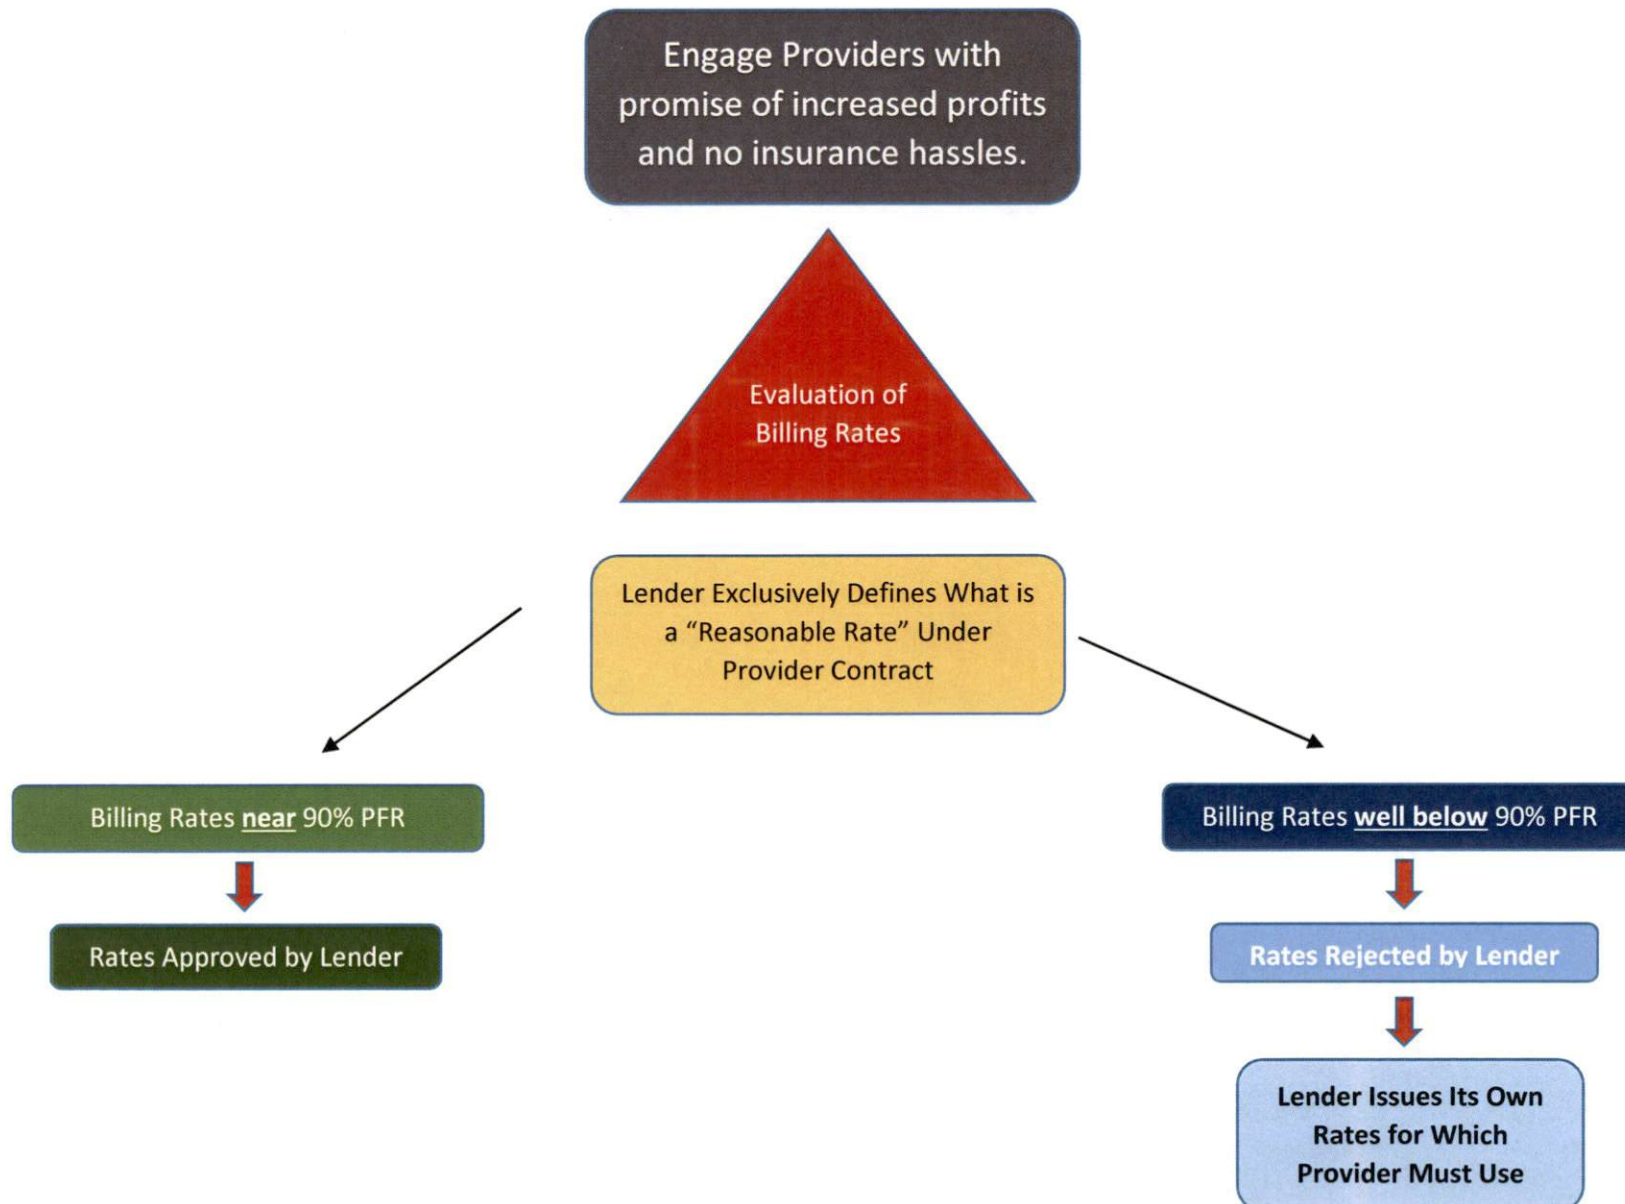 Engage Providers with
promise of increased profits
and no insurance hassles.
Evaluation of
Billing Rates
Lender Exclusively Defines What is
a “Reasonable Rate” Under
Provider Contract
Billing Rates near 90% PFR
Billing Rates well below 90% PFR
Rates Approved by Lender
Rates Rejected by Lender
Lender Issues Its Own
Rates for Which
Provider Must Use